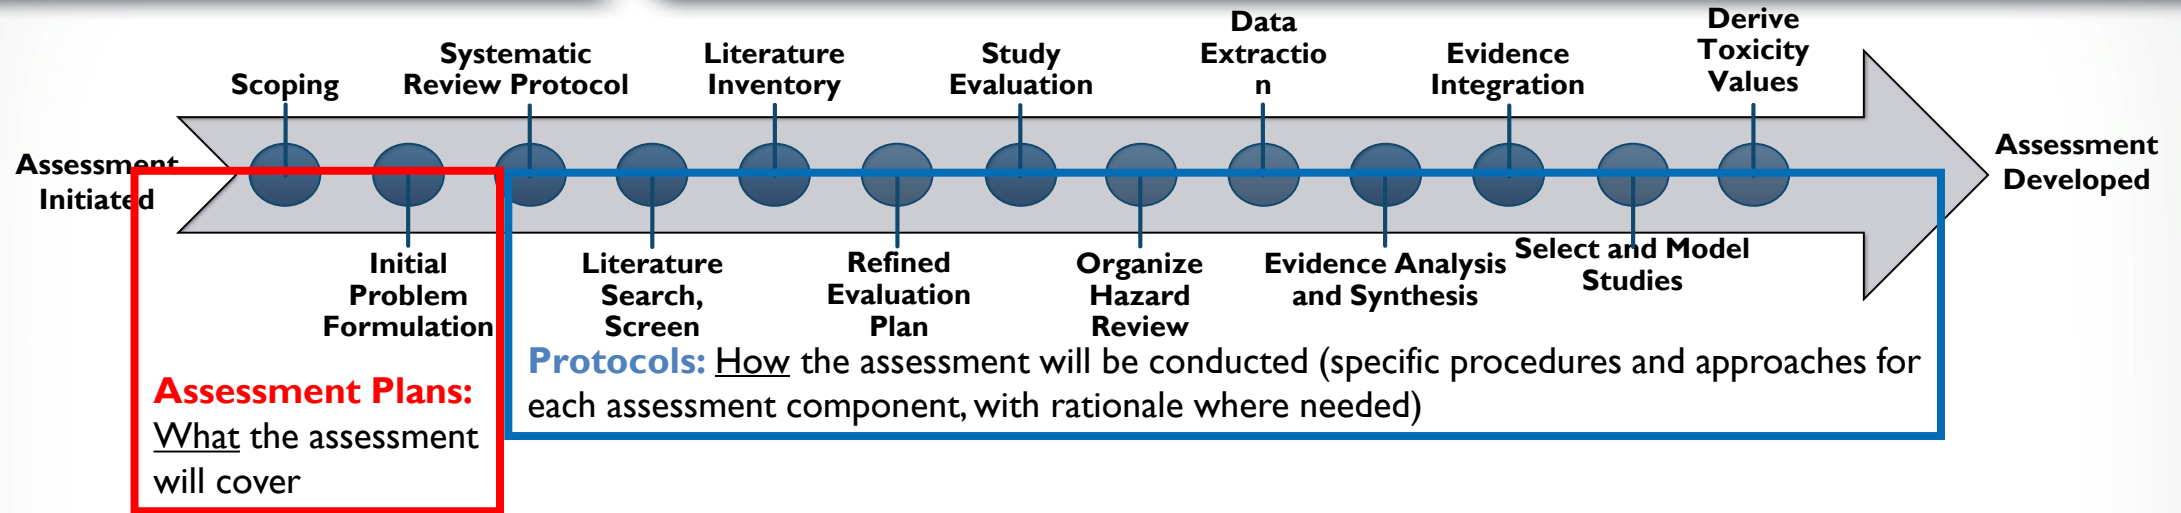 Assessment
Initiated
Scoping
Initial
Problem
Formulation
Systematic
Review Protocol
Literature
Search,
Screen
Literature
Inventory
Refined
Evaluation
Plan
Study
Evaluation
Organize
Hazard
Review
Data
Extractio
n
Evidence Analysis
and Synthesis
Evidence
Integration
Select and Model
Studies
Derive
Toxicity
Values
Assessment
Developed
Assessment Plans:
What the assessment
will cover
Protocols: How the assessment will be conducted (specific procedures and approaches for
each assessment component, with rationale where needed)